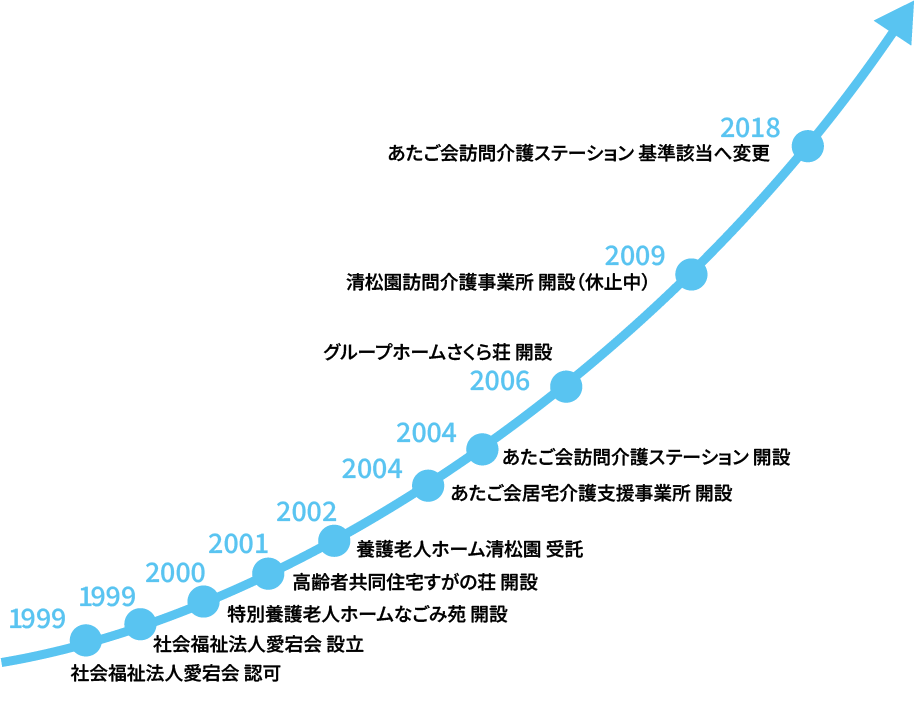 2018
あたご会訪問介護ステーション 基準該当へ変更
2009
清松園訪問介護事業所 開設（休止中）
グループホームさくら荘 開設
2006
2004
あたご会訪問介護ステーション 開設
2004
あたご会居宅介護支援事業所 開設
2002
養護老人ホーム清松園 受託
2001
高齢者共同住宅すがの荘 開設
2000
特別養護老人ホームなごみ苑 開設
1999
社会福祉法人愛宕会 設立
1999
社会福祉法人愛宕会 認可